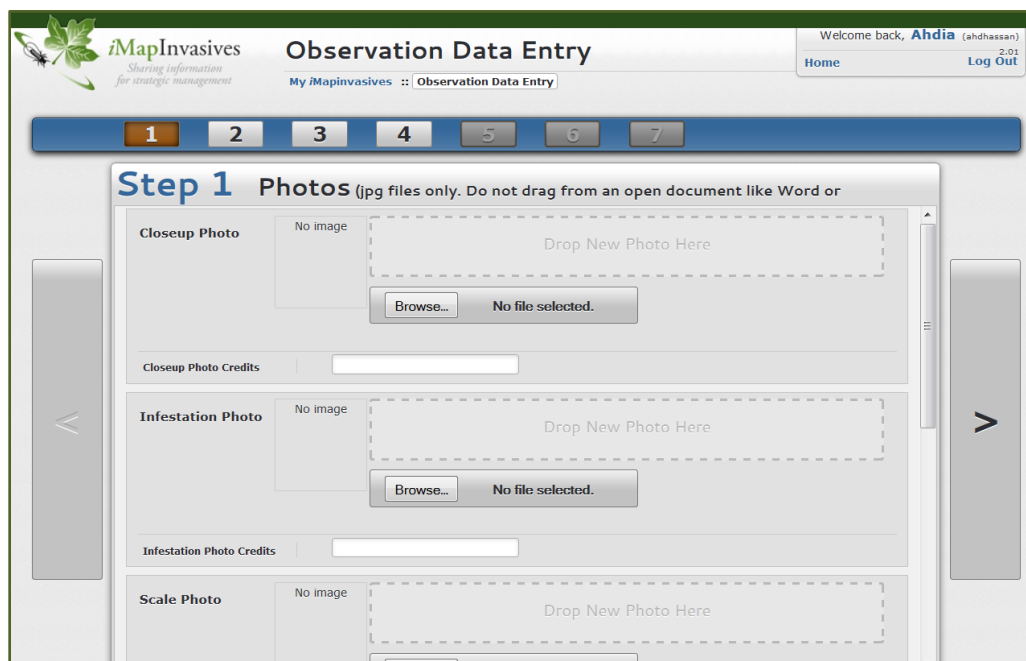 iMapInvasives
Sharing information
for strategic management
Observation Data Entry
My iMapinvasives :: Observation Data Entry
Welcome back, Ahdia (ahdhassan)
2.01
Home Log Out
1 2 3 4 5 6 7
Step 1 Photos (jpg files only. Do not drag from an open document like Word or
Closeup Photo
No image
Drop New Photo Here
Browse... No file selected.
Closeup Photo Credits
Infestation Photo
No image
Drop New Photo Here
Browse... No file selected.
Infestation Photo Credits
Scale Photo
No image
Drop New Photo Here
< >